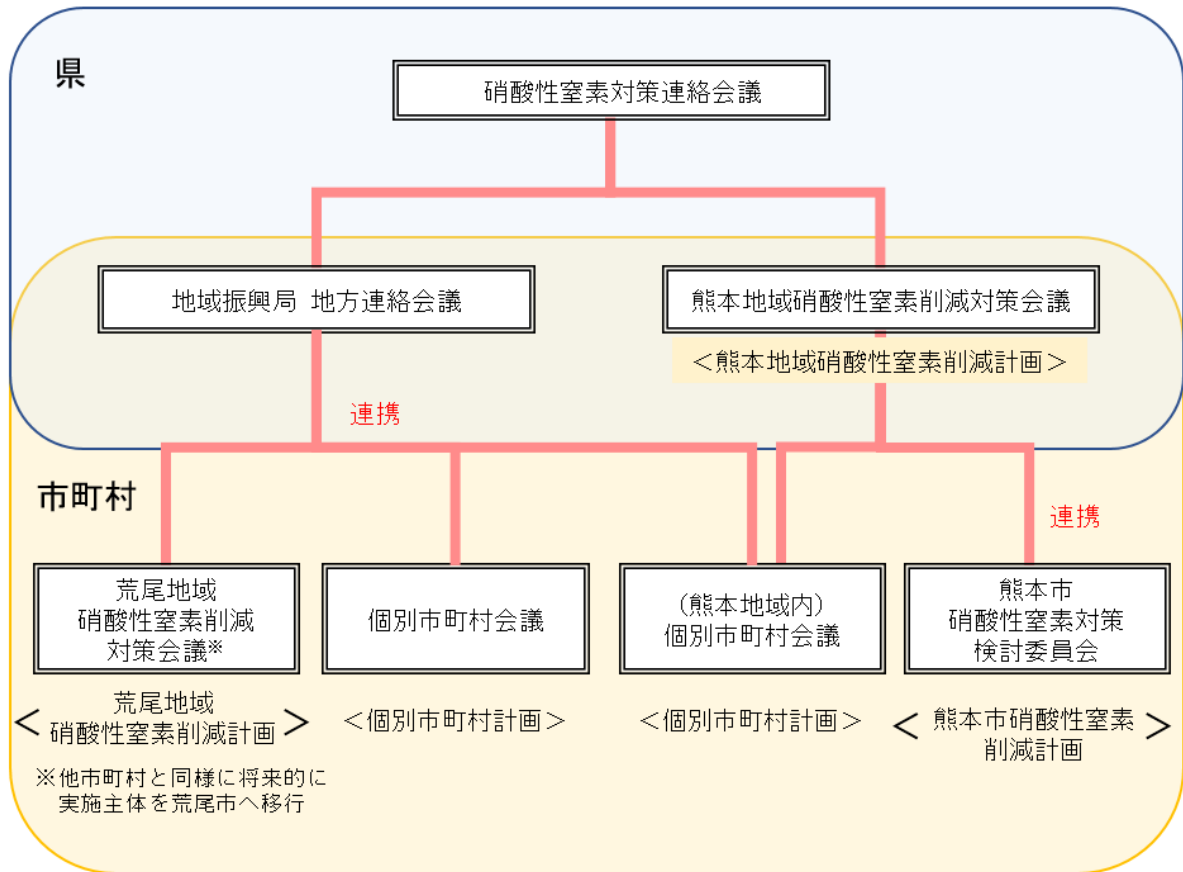 県
硝酸性窒素対策連絡会議
地域振興局 地方連絡会議
熊本地域硝酸性窒素削減対策会議
＜熊本地域硝酸性窒素削減計画＞
連携
市町村
連携
荒尾地域
硝酸性窒素削減
対策会議※
個別市町村会議
（熊本地域内）
個別市町村会議
熊本市
硝酸性窒素対策
検討委員会
＜荒尾地域
硝酸性窒素削減計画＞
＜個別市町村計画＞
＜個別市町村計画＞
＜熊本市硝酸性窒素
削減計画＞
※他市町村と同様に将来的に
実施主体を荒尾市へ移行